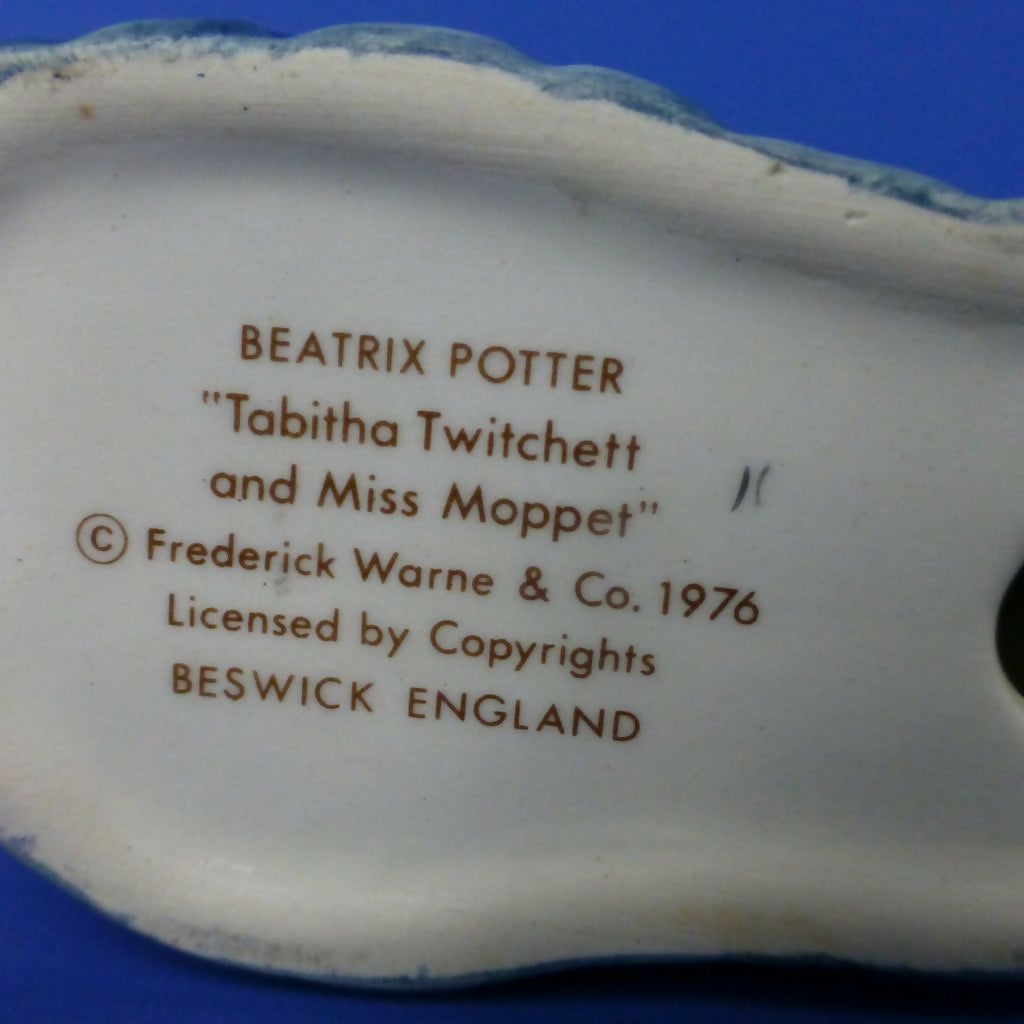 BEATRIX POTTER
"Tabitha Twitchett
and Miss Moppet"
© Frederick Warne & Co. 1976
Licensed by Copyrights
BESWICK ENGLAND